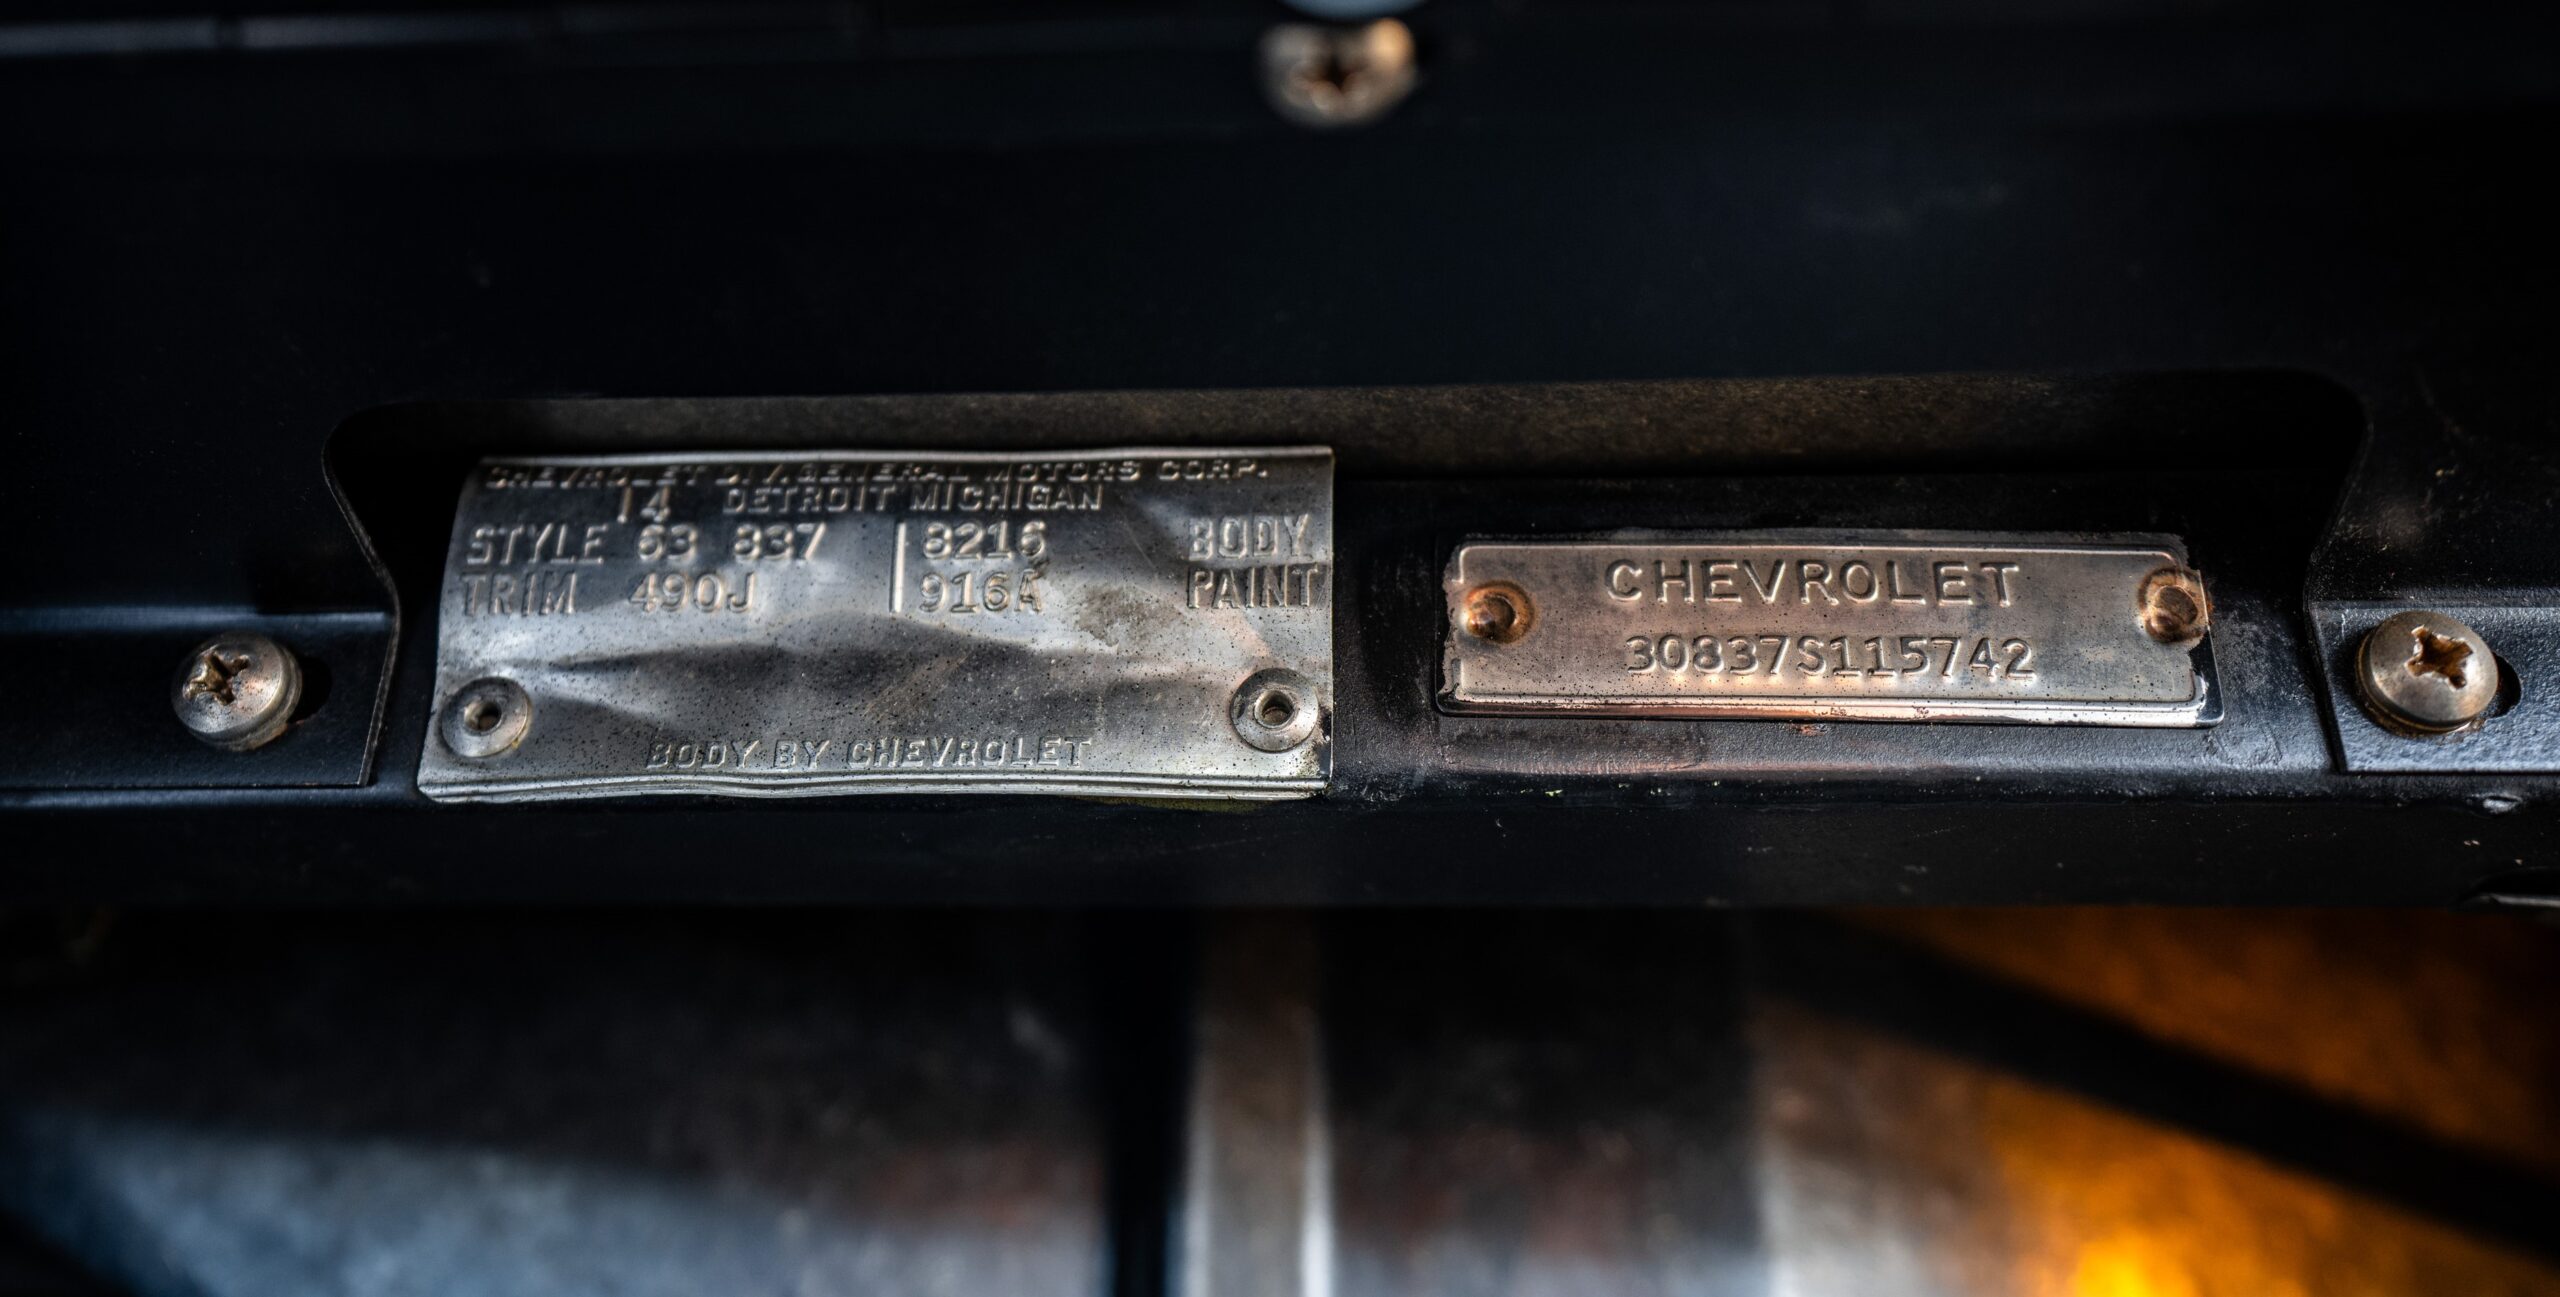 CHEVROLET DIV. GENERAL MOTORS CORP.
14 DETROIT MICHIGAN
STYLE 63 837 18216 BODY
TRIM 490J 916A PAINT
BODY BY CHEVROLET
CHEVROLET
30837S115742